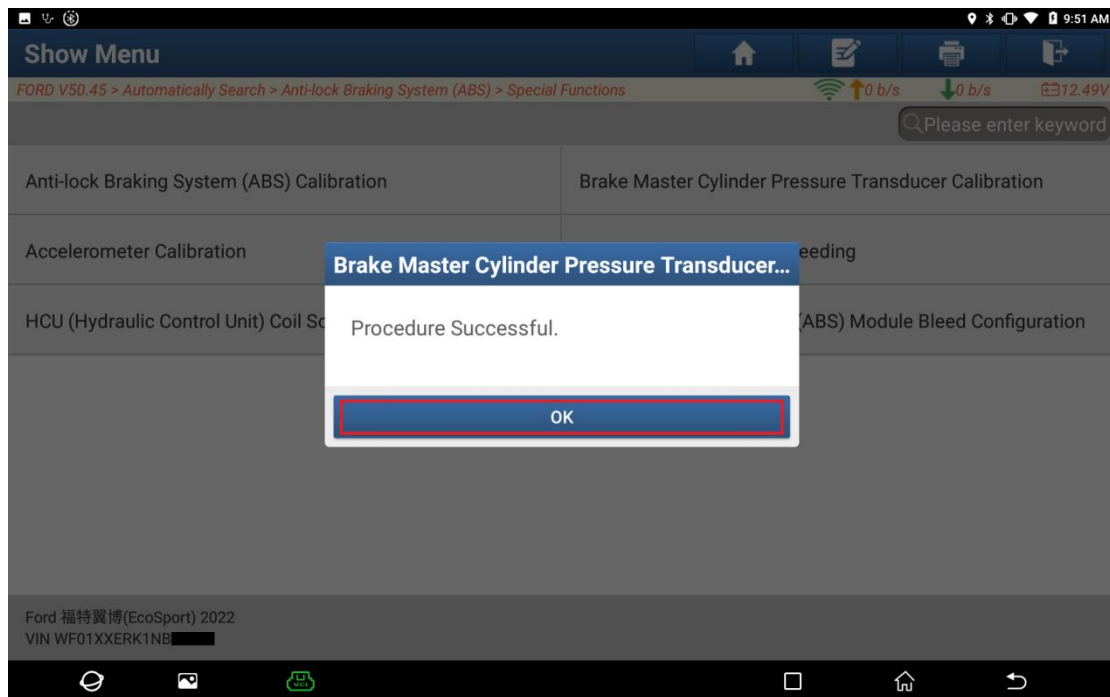 9:51 AM
Show Menu
FORD V50.45 > Automatically Search > Anti-lock Braking System (ABS) > Special Functions
0 b/s
0 b/s
12.49V
Please enter keyword
Anti-lock Braking System (ABS) Calibration
Brake Master Cylinder Pressure Transducer Calibration
Accelerometer Calibration
eeding
Brake Master Cylinder Pressure Transducer...
HCU (Hydraulic Control Unit) Coil So
(ABS) Module Bleed Configuration
Procedure Successful.
OK
Ford 福特翼博(EcoSport) 2022
VIN WF01XXERK1NB
VCI